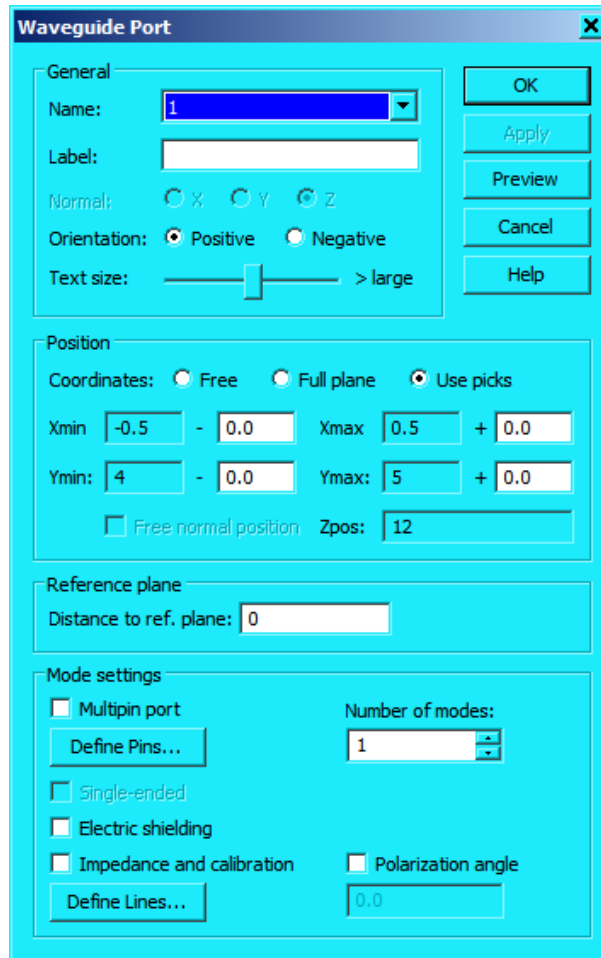 Waveguide Port
General
Name: 1
OK
Label:
Apply
Normal: X Y Z
Preview
Orientation: Positive Negative
Cancel
Text size: > large
Help
Position
Coordinates: Free Full plane Use picks
Xmin -0.5 - 0.0 Xmax 0.5 + 0.0
Ymin: 4 - 0.0 Ymax: 5 + 0.0
Free normal position Zpos: 12
Reference plane
Distance to ref. plane: 0
Mode settings
Multipin port Number of modes:
Define Pins... 1
Single-ended
Electric shielding
Impedance and calibration Polarization angle
Define Lines... 0.0